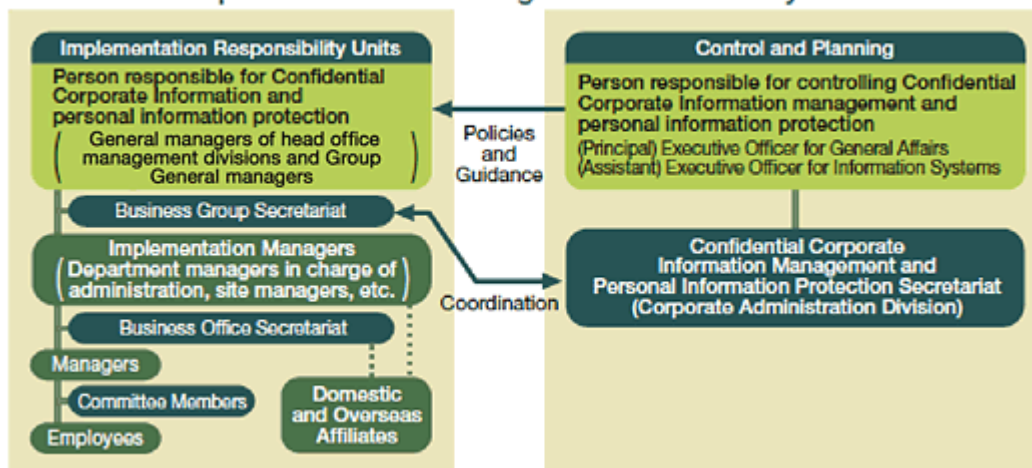 Implementation Responsibility Units
Person responsible for Confidential
Corporate Information and
personal information protection
( General managers of head office
management divisions and Group
General managers )
Business Group Secretariat
Implementation Managers
( Department managers in charge of
administration, site managers, etc. )
Business Office Secretariat
Managers
Committee Members
Employees
Domestic
and Overseas
Affiliates
Policies
and
Guidance
Coordination
Control and Planning
Person responsible for controlling Confidential
Corporate Information management and
personal information protection
(Principal) Executive Officer for General Affairs
(Assistant) Executive Officer for Information Systems
Confidential Corporate
Information Management and
Personal Information Protection Secretariat
(Corporate Administration Division)